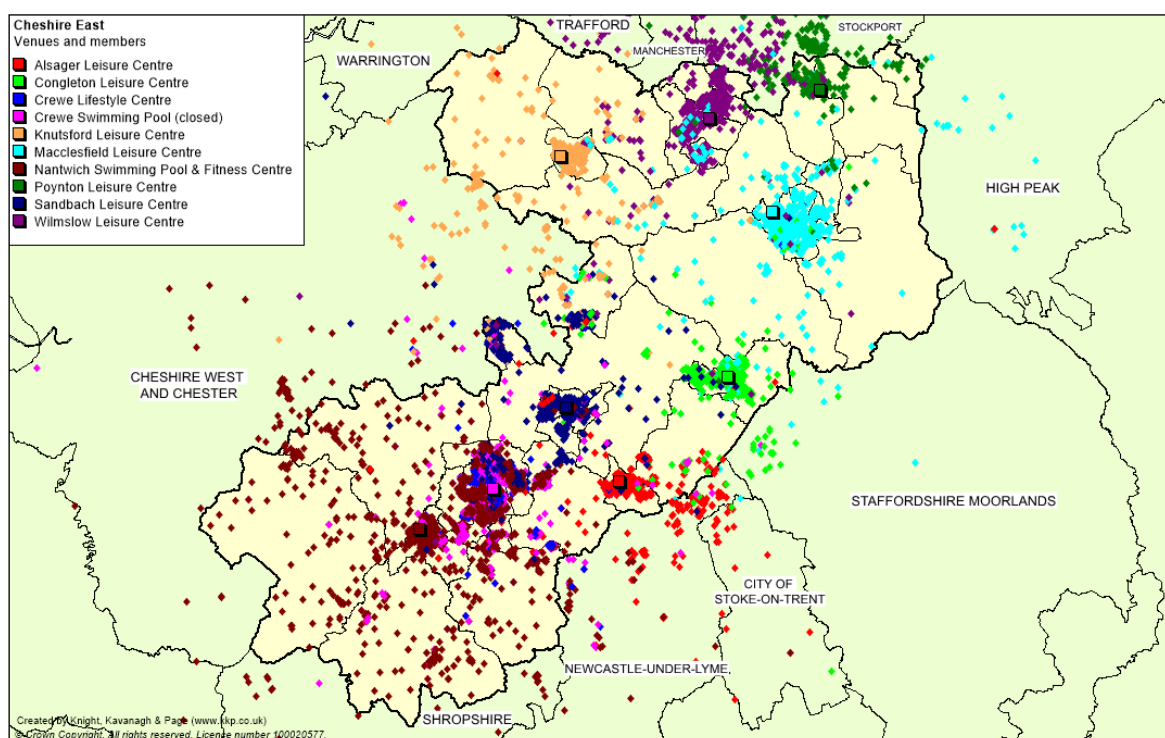 Cheshire East
Venues and members
Alsager Leisure Centre
Congleton Leisure Centre
Crewe Lifestyle Centre
Crewe Swimming Pool (closed)
Knutsford Leisure Centre
Macclesfield Leisure Centre
Nantwich Swimming Pool & Fitness Centre
Poynton Leisure Centre
Sandbach Leisure Centre
Wilmslow Leisure Centre
TRAFFORD
STOCKPORT
MANCHESTER
WARRINGTON
HIGH PEAK
CHESHIRE WEST
AND CHESTER
STAFFORDSHIRE MOORLANDS
CITY OF
STOKE-ON-TRENT
NEWCASTLE-UNDER-LYME,
SHROPSHIRE
Created by Knight, Kavanagh & Page (www.kkp.co.uk)
© Crown Copyright. All rights reserved. Licence number 100020577.